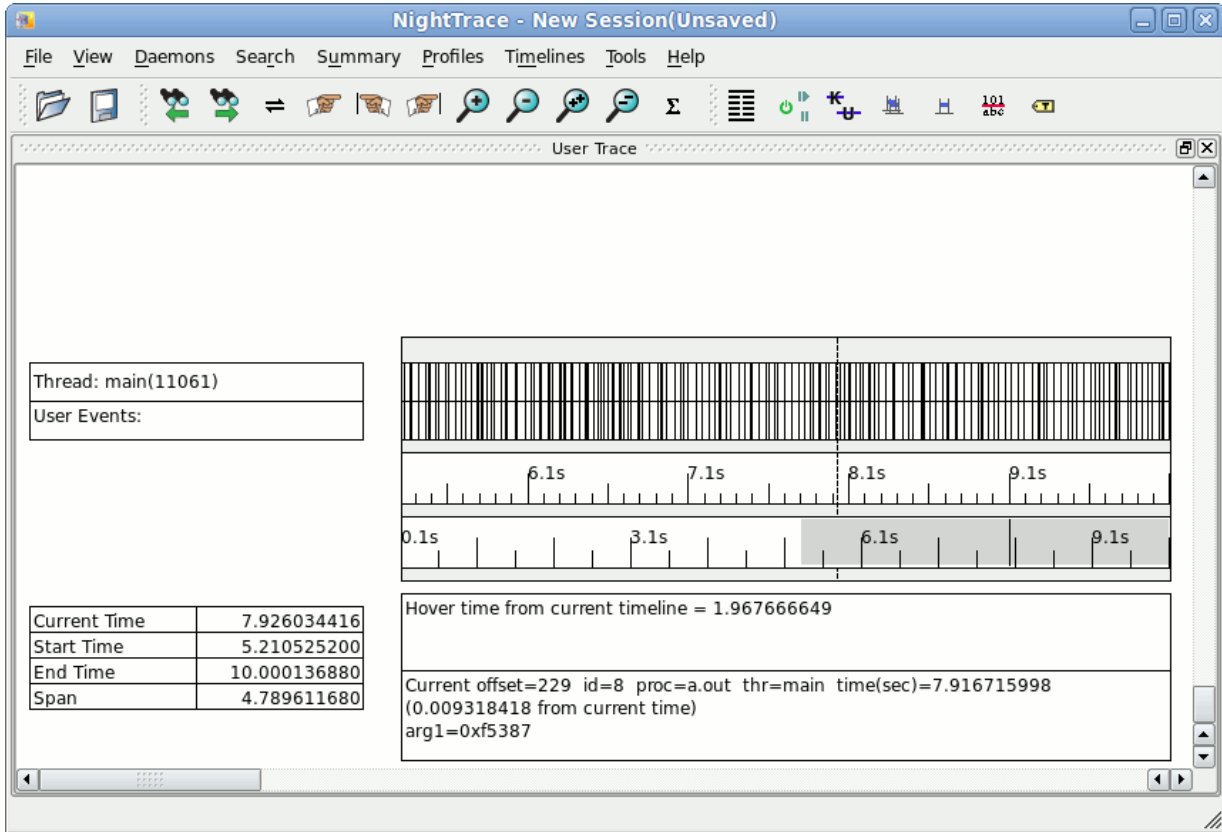 NightTrace - New Session(Unsaved)
File View Daemons Search Summary Profiles Timelines Tools Help
Σ K U 101 abc T
User Trace
Thread: main(11061)
User Events:
6.1s 7.1s 8.1s 9.1s
0.1s 3.1s 6.1s 9.1s
Current Time 7.926034416
Start Time 5.210525200
End Time 10.000136880
Span 4.789611680
Hover time from current timeline = 1.967666649
Current offset=229 id=8 proc=a.out thr=main time(sec)=7.916715998
(0.009318418 from current time)
arg1=0xf5387